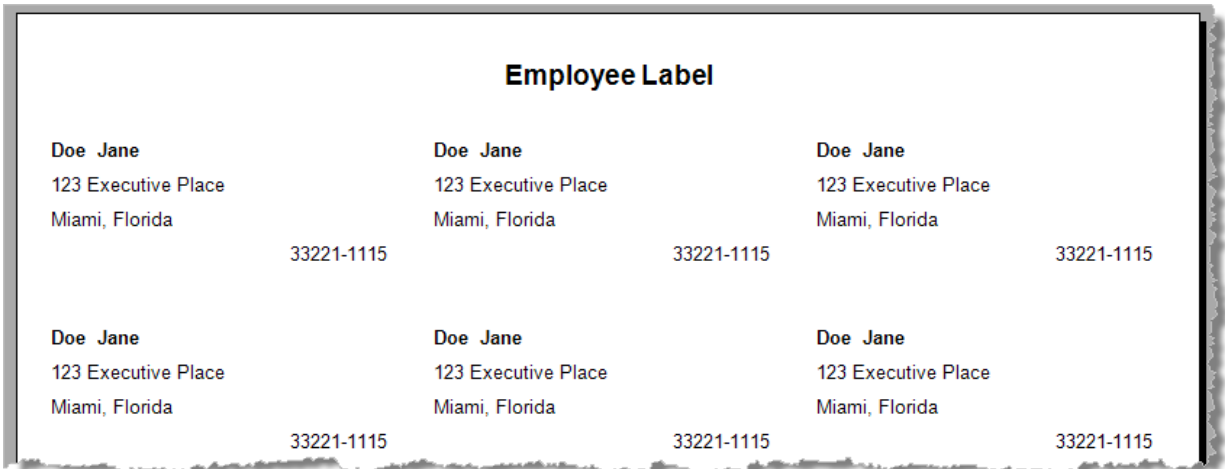 Employee Label
Doe Jane Doe Jane Doe Jane
123 Executive Place 123 Executive Place 123 Executive Place
Miami, Florida Miami, Florida Miami, Florida
33221-1115 33221-1115 33221-1115
Doe Jane Doe Jane Doe Jane
123 Executive Place 123 Executive Place 123 Executive Place
Miami, Florida Miami, Florida Miami, Florida
33221-1115 33221-1115 33221-1115